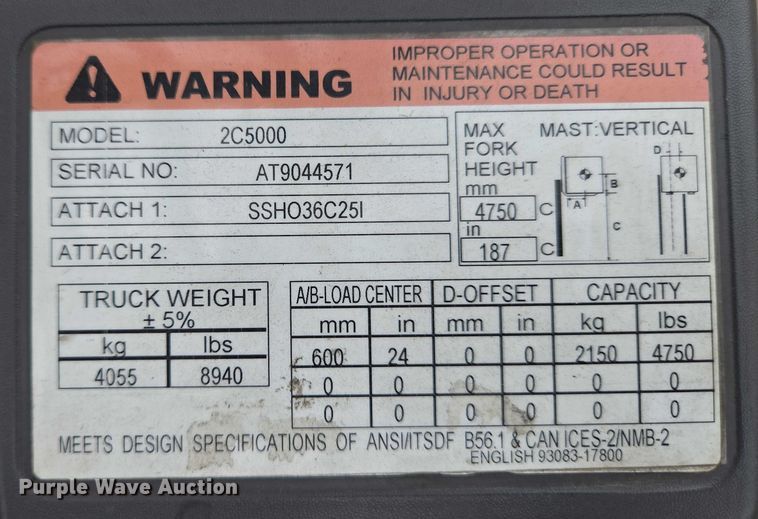 WARNING
IMPROPER OPERATION OR
MAINTENANCE COULD RESULT
IN INJURY OR DEATH
MODEL: 2C5000
SERIAL NO: AT9044571
ATTACH 1: SSHO36C25I
ATTACH 2:
MAX FORK HEIGHT
MAST:VERTICAL
mm
4750 C
in
187 C
A
B
C
D
TRUCK WEIGHT
± 5%
kg lbs
4055 8940
A/B-LOAD CENTER D-OFFSET CAPACITY
mm in mm in kg lbs
600 24 0 0 2150 4750
0 0 0 0 0 0
0 0 0 0 0 0
MEETS DESIGN SPECIFICATIONS OF ANSI/ITSDF B56.1 & CAN ICES-2/NMB-2
ENGLISH 93083-17800
Purple Wave Auction